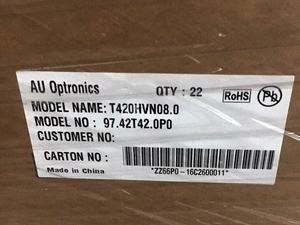 AU Optronics QTY : 22 RoHS Pb
MODEL NAME: T420HVN08.0
MODEL NO : 97.42T42.0P0
CUSTOMER NO:
CARTON NO :
Made in China *ZZ66P0-16C2600011*